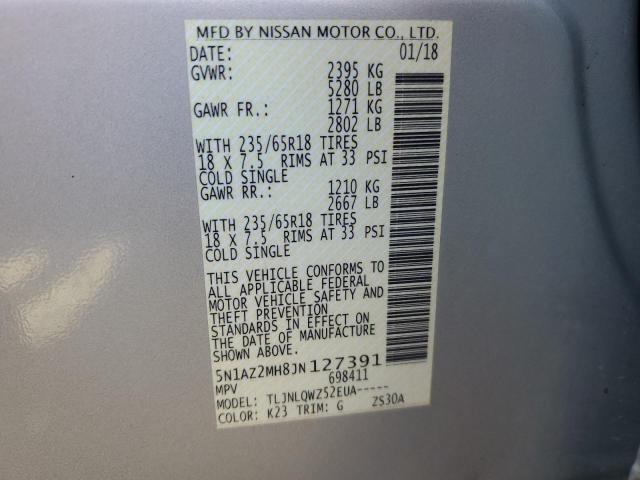 MFD BY NISSAN MOTOR CO., LTD.
DATE: 01/18
GVWR: 2395 KG
5280 LB
GAWR FR.: 1271 KG
2802 LB
WITH 235/65R18 TIRES
18 X 7.5 RIMS AT 33 PSI
COLD SINGLE
GAWR RR.: 1210 KG
2667 LB
WITH 235/65R18 TIRES
18 X 7.5 RIMS AT 33 PSI
COLD SINGLE
THIS VEHICLE CONFORMS TO
ALL APPLICABLE FEDERAL
MOTOR VEHICLE SAFETY AND
THEFT PREVENTION
STANDARDS IN EFFECT ON
THE DATE OF MANUFACTURE
SHOWN ABOVE.
5N1AZ2MH8JN127391
MPV 698411
MODEL: TLJNLQWZ52EUA-----
COLOR: K23 TRIM: G ZS30A